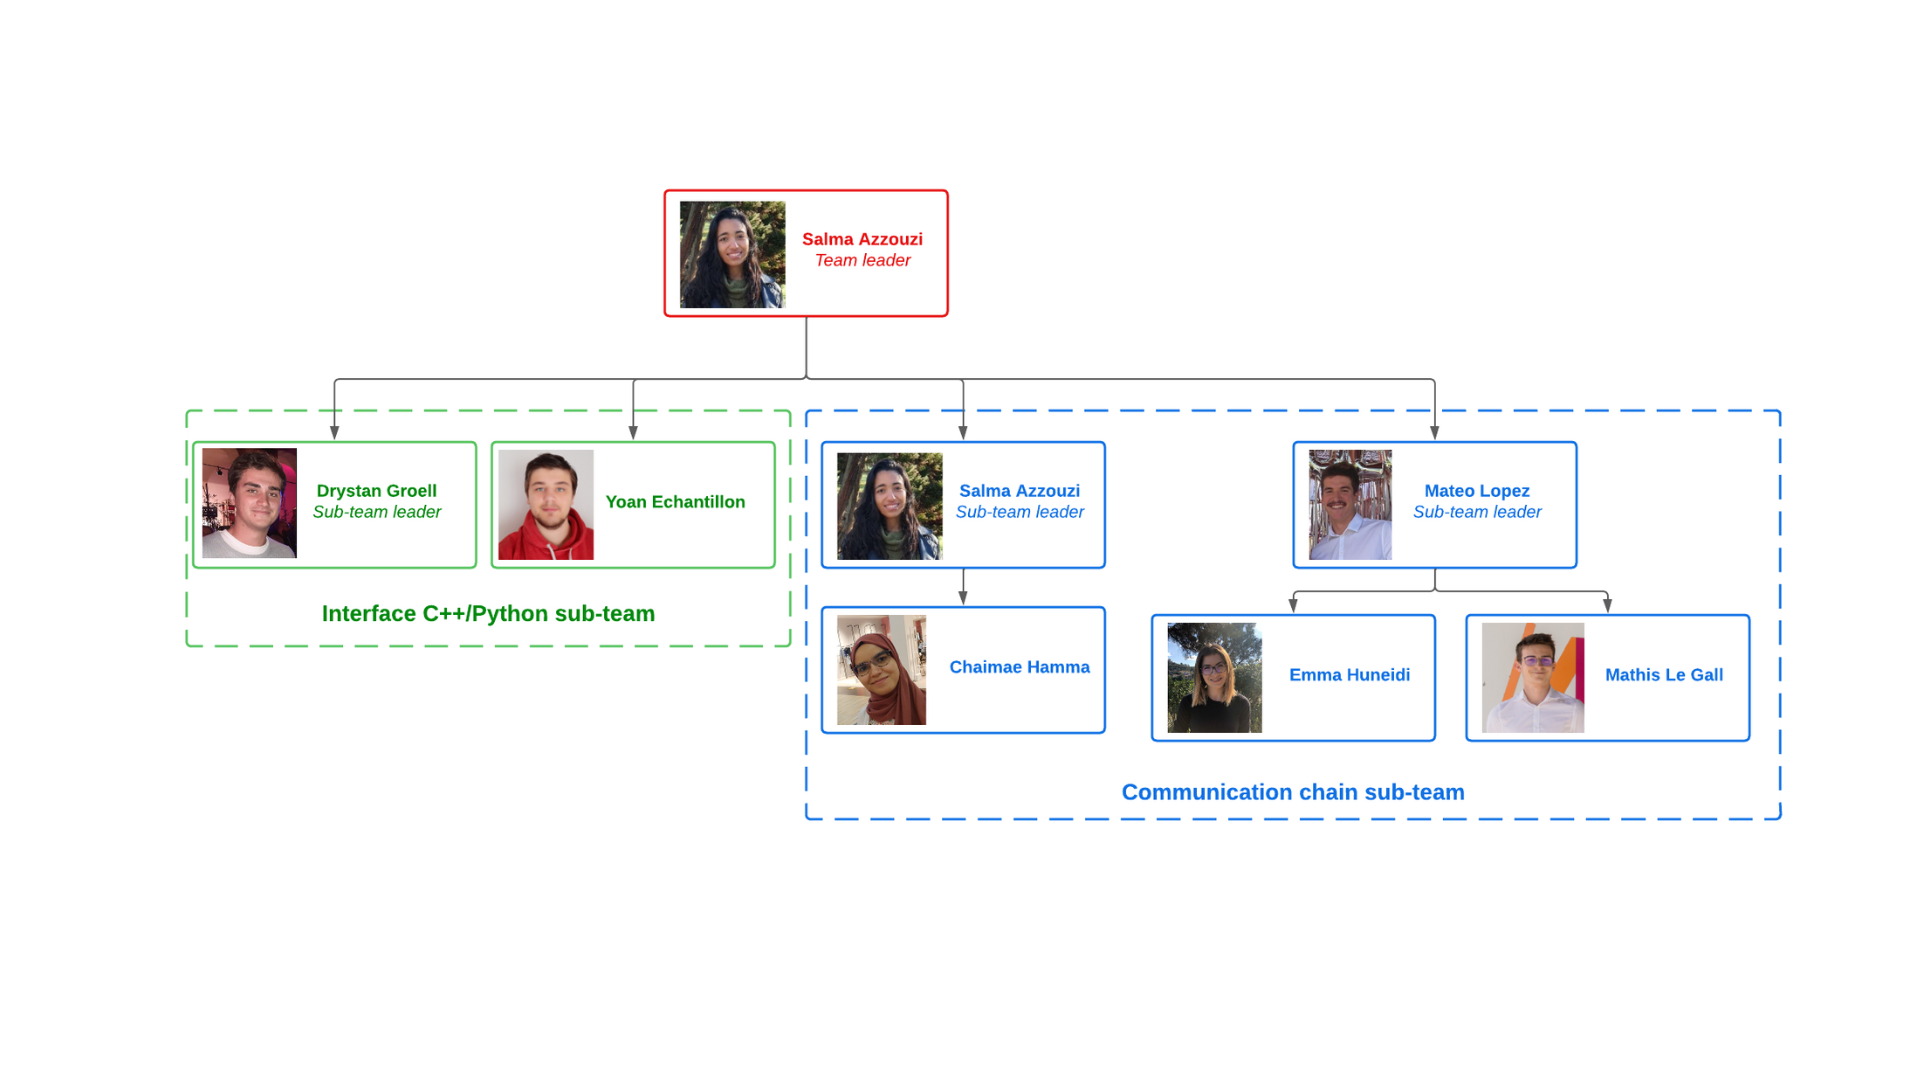 Salma Azzouzi
Team leader
Drystan Groell
Sub-team leader
Yoan Echantillon
Interface C++/Python sub-team
Salma Azzouzi
Sub-team leader
Mateo Lopez
Sub-team leader
Chaimae Hamma
Emma Huneidi
Mathis Le Gall
Communication chain sub-team